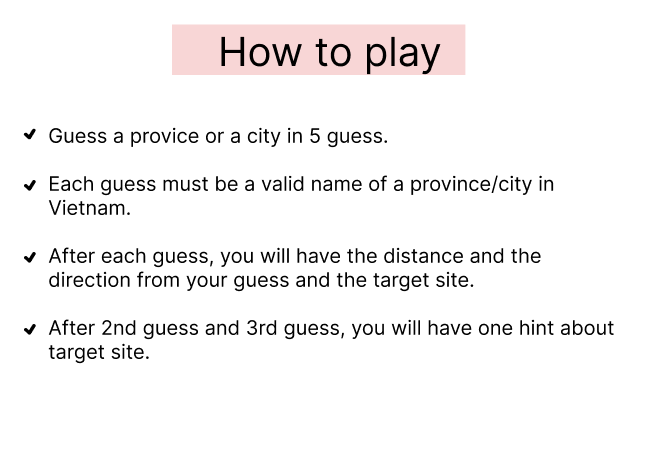 How to play
Guess a provice or a city in 5 guess.
Each guess must be a valid name of a province/city in
Vietnam.
After each guess, you will have the distance and the
direction from your guess and the target site.
After 2nd guess and 3rd guess, you will have one hint about
target site.